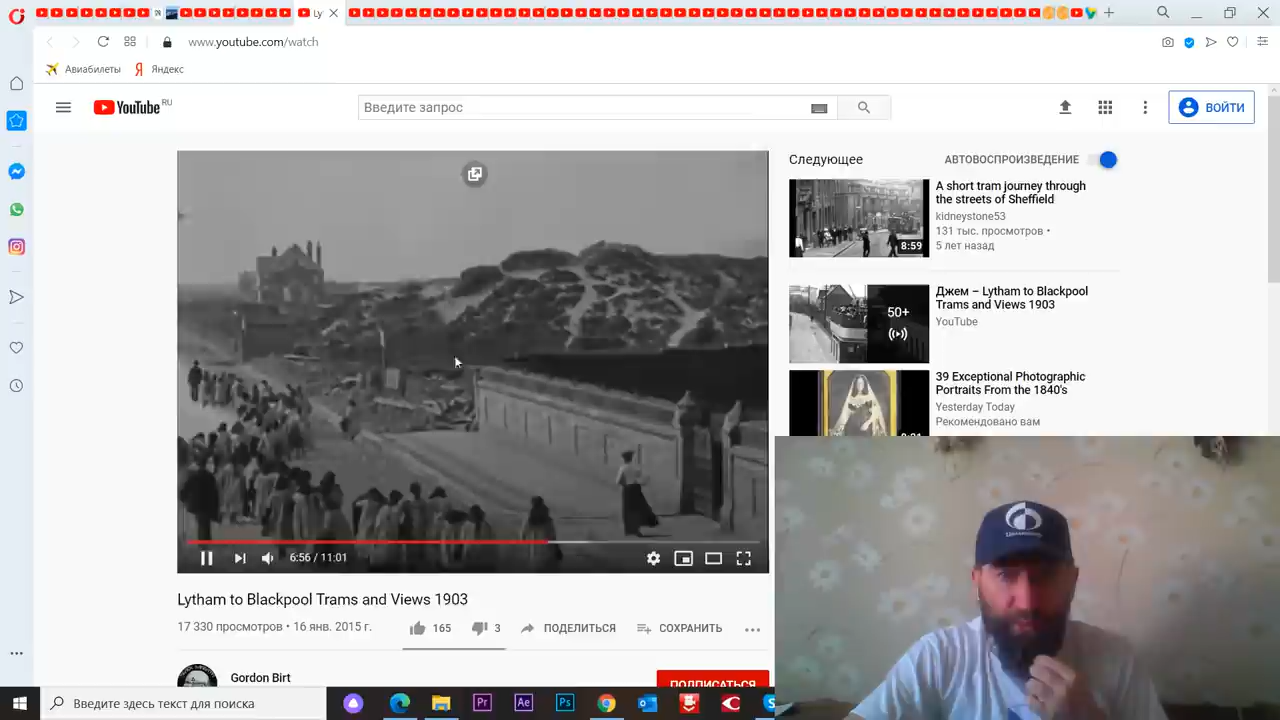 Ly
www.youtube.com/watch
Авиабилеты
Яндекс
YouTube RU
Введите запрос
ВОЙТИ
Следующее
АВТОВОСПРОИЗВЕДЕНИЕ
A short tram journey through
the streets of Sheffield
kidneystone53
131 тыс. просмотров •
5 лет назад
8:59
Джем – Lytham to Blackpool
Trams and Views 1903
YouTube
50+
39 Exceptional Photographic
Portraits From the 1840's
Yesterday Today
Рекомендовано вам
6:56 / 11:01
Lytham to Blackpool Trams and Views 1903
17 330 просмотров • 16 янв. 2015 г.
165
3
ПОДЕЛИТЬСЯ
СОХРАНИТЬ
Gordon Birt
ПОДПИСАТЬСЯ
Введите здесь текст для поиска
Pr
Ae
Ps